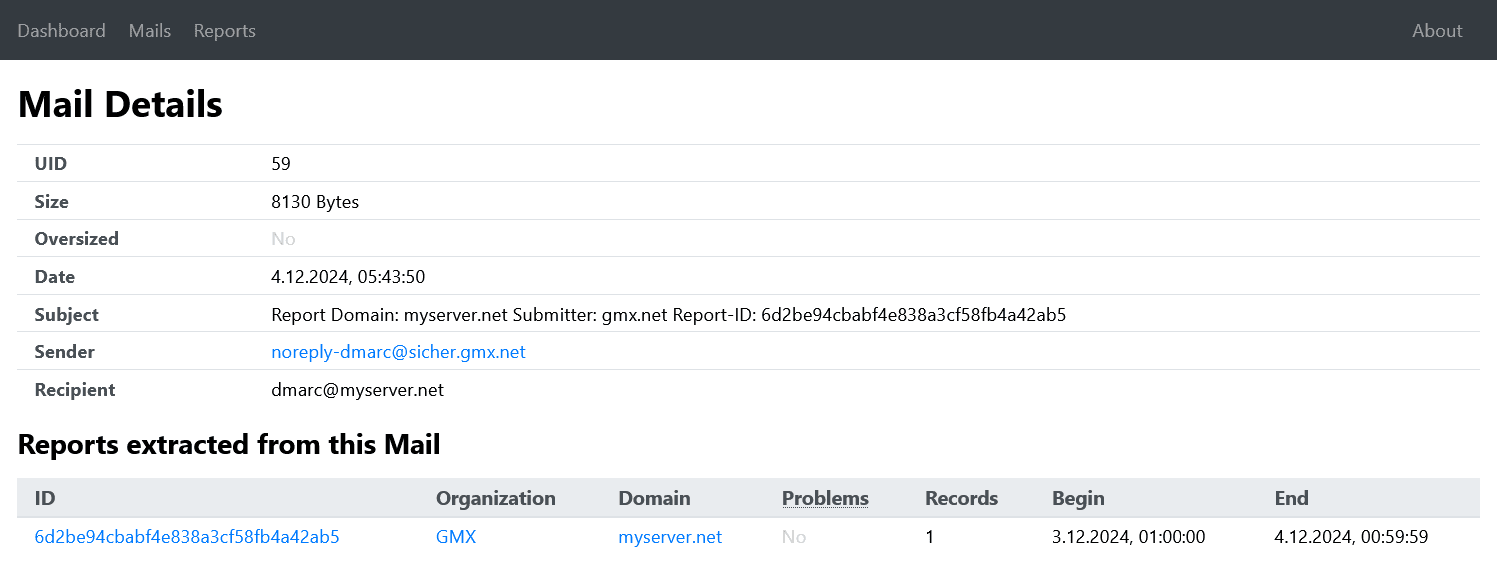 Dashboard Mails Reports About
Mail Details
UID 59
Size 8130 Bytes
Oversized No
Date 4.12.2024, 05:43:50
Subject Report Domain: myserver.net Submitter: gmx.net Report-ID: 6d2be94cbabf4e838a3cf58fb4a42ab5
Sender noreply-dmarc@sicher.gmx.net
Recipient dmarc@myserver.net
Reports extracted from this Mail
ID Organization Domain Problems Records Begin End
6d2be94cbabf4e838a3cf58fb4a42ab5 GMX myserver.net No 1 3.12.2024, 01:00:00 4.12.2024, 00:59:59